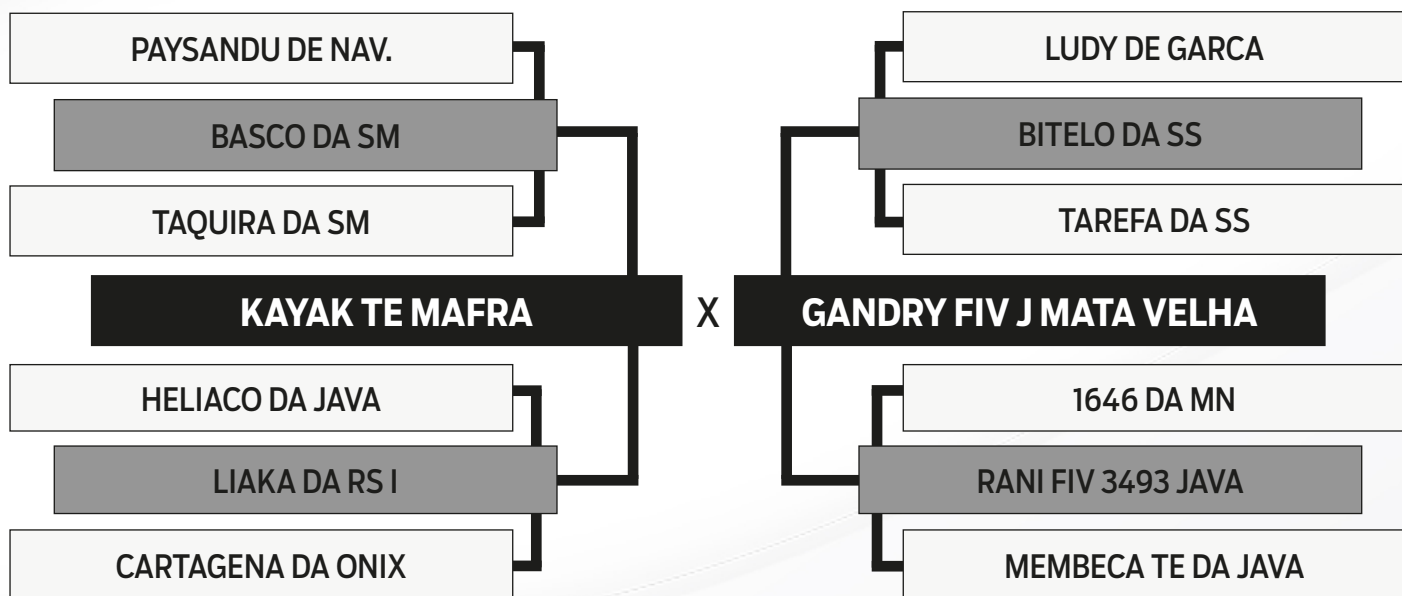 PAYSANDU DE NAV.
BASCO DA SM
TAQUIRA DA SM
KAYAK TE MAFRA
HELIACO DA JAVA
LIAKA DA RS I
CARTAGENA DA ONIX
X
LUDY DE GARCA
BITELO DA SS
TAREFA DA SS
GANDRY FIV J MATA VELHA
1646 DA MN
RANI FIV 3493 JAVA
MEMBECA TE DA JAVA